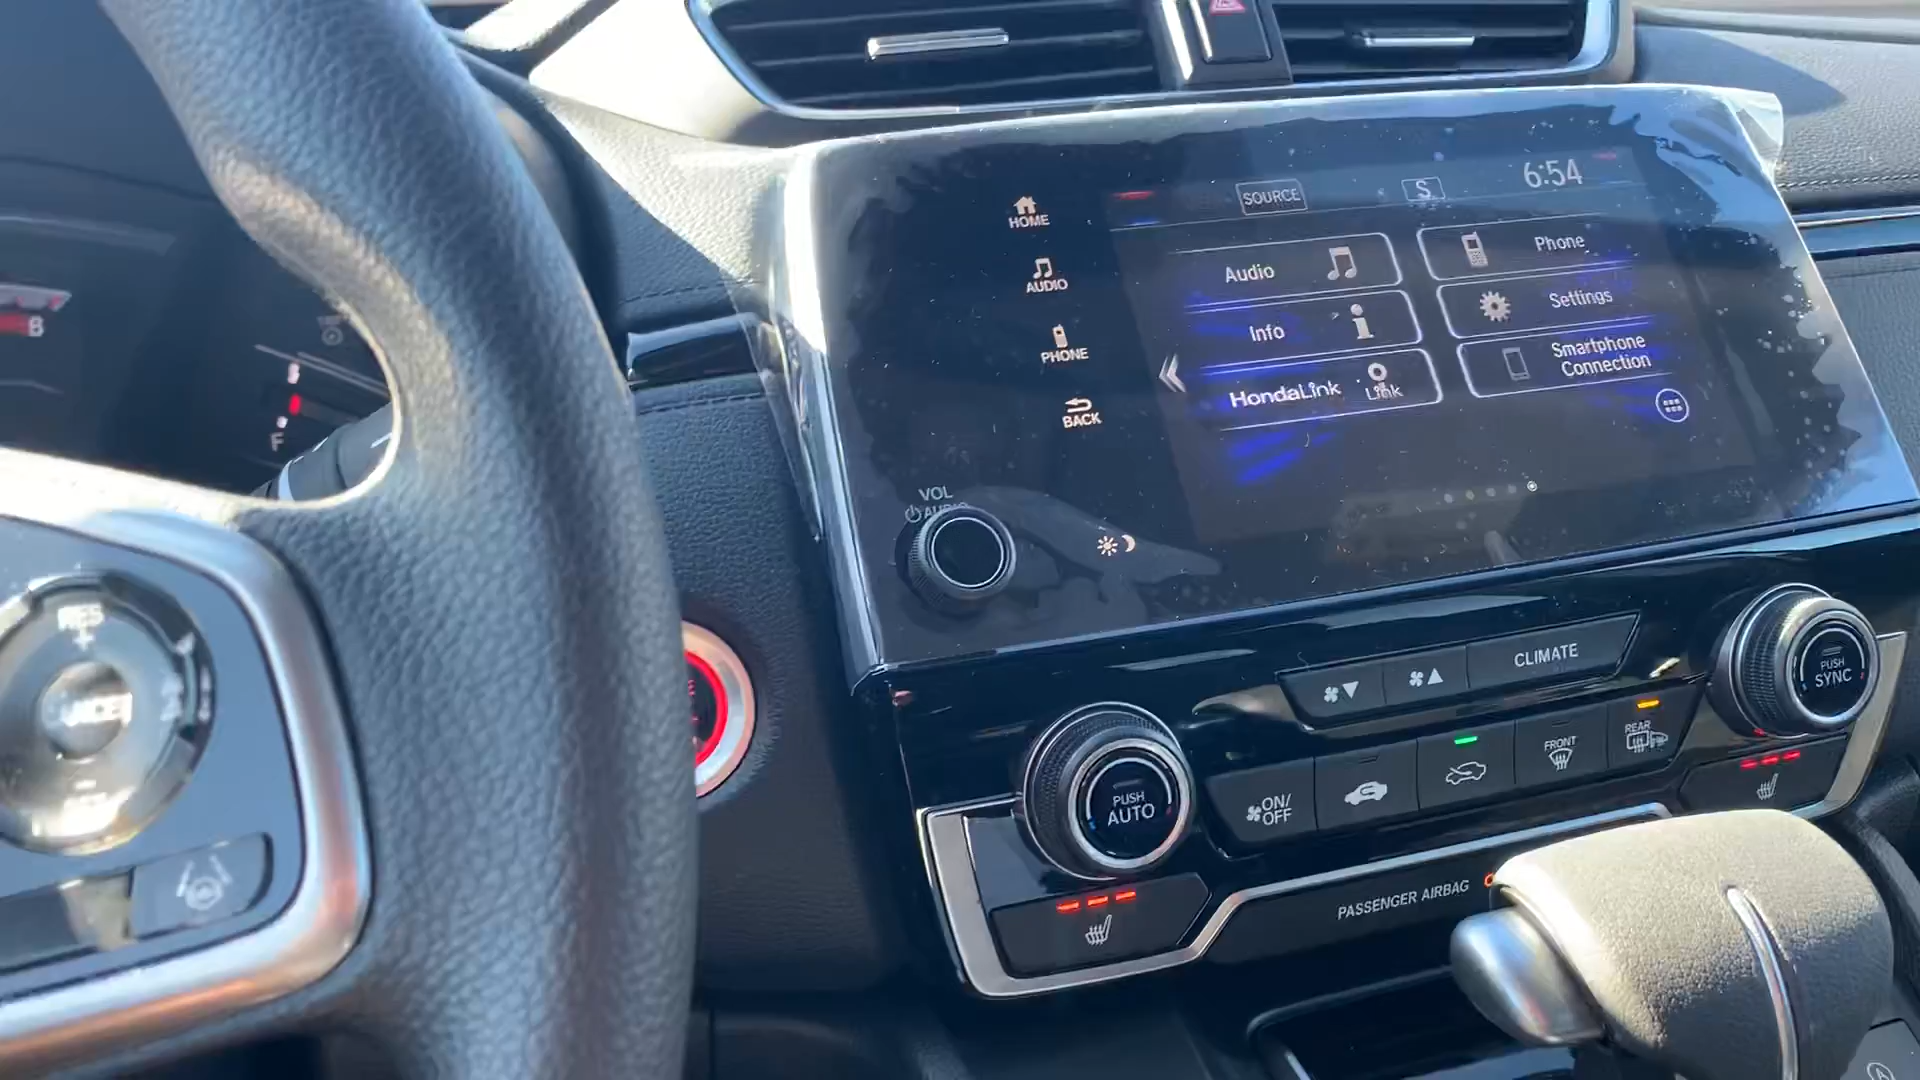 HOME
AUDIO
PHONE
BACK
VOL
AUDIO
SOURCE
S
6:54
Audio
Phone
Info
Settings
HondaLink
Link
Smartphone
Connection
B
F
RES
+
CLIMATE
PUSH
SYNC
PUSH
AUTO
ON/
OFF
FRONT
REAR
PASSENGER AIRBAG
A